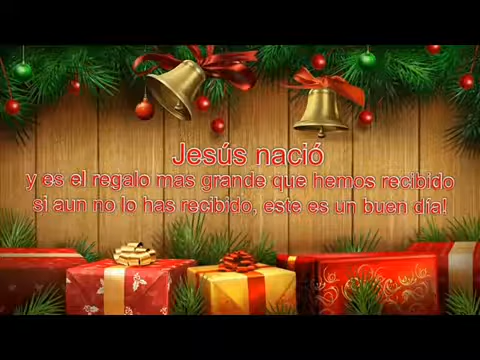 Jesús nació
y es el regalo mas grande que hemos recibido
si aun no lo has recibido, este es un buen dia!